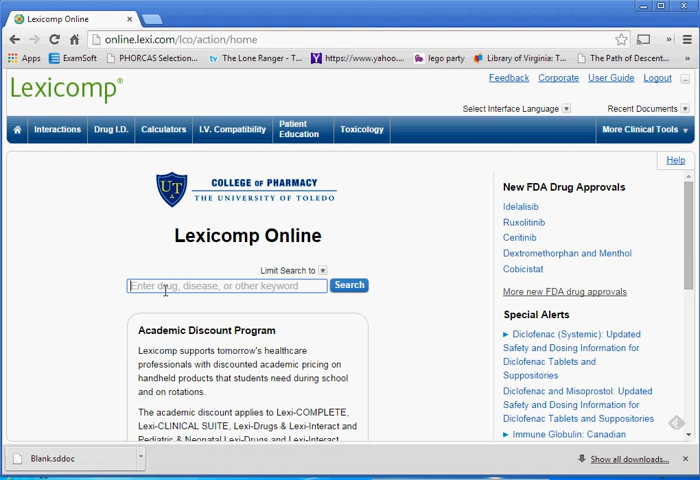 Lexicomp Online
online.lexi.com/lco/action/home
Apps ExamSoft PHORCAS Selection... The Lone Ranger - T... https://www.yahoo.... lego party Library of Virginia: T... The Path of Descent...
Feedback Corporate User Guide Logout
Lexicomp®
Select Interface Language Recent Documents
Interactions Drug I.D. Calculators I.V. Compatibility Patient Education Toxicology More Clinical Tools
Help
UT
COLLEGE OF PHARMACY
THE UNIVERSITY OF TOLEDO
Lexicomp Online
Limit Search to
Enter drug, disease, or other keyword Search
Academic Discount Program
Lexicomp supports tomorrow's healthcare
professionals with discounted academic pricing on
handheld products that students need during school
and on rotations.
The academic discount applies to Lexi-COMPLETE,
Lexi-CLINICAL SUITE, Lexi-Drugs & Lexi-Interact and
Pediatric & Neonatal Lexi-Drugs and Lexi-Interact
New FDA Drug Approvals
Idelalisib
Ruxolitinib
Ceritinib
Dextromethorphan and Menthol
Cobicistat
More new FDA drug approvals
Special Alerts
Diclofenac (Systemic): Updated
Safety and Dosing Information for
Diclofenac Tablets and
Suppositories
Diclofenac and Misoprostol: Updated
Safety and Dosing Information for
Diclofenac Tablets and Suppositories
Immune Globulin: Canadian
Blank.sddoc
Show all downloads...